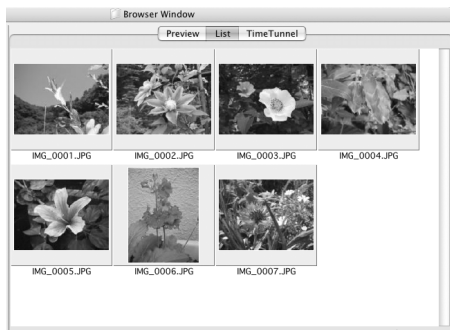 Browser Window
Preview List TimeTunnel
IMG_0001.JPG IMG_0002.JPG IMG_0003.JPG IMG_0004.JPG
IMG_0005.JPG IMG_0006.JPG IMG_0007.JPG